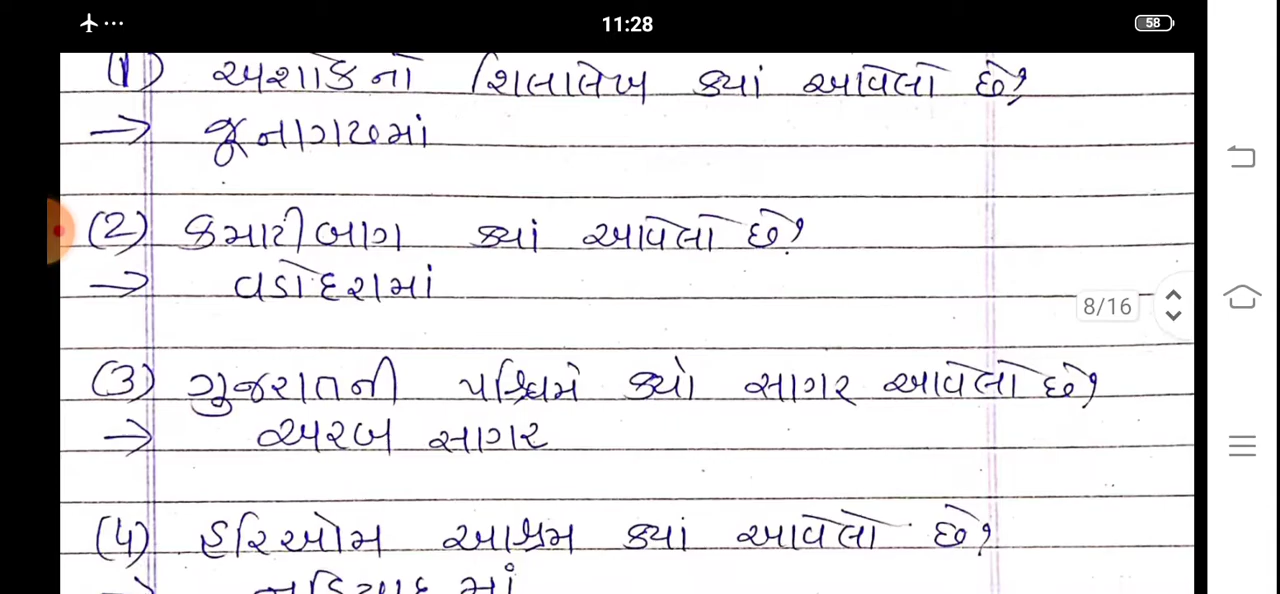 11:28
58
(1) અશોકનો શિલાલેખ ક્યાં આવેલો છે?
→ જૂનાગઢમાં
(2) કમાટીબાગ ક્યાં આવેલો છે?
→ વડોદરામાં
8/16
(3) ગુજરાતની પશ્ચિમે ક્યો સાગર આવેલો છે?
→ અરબ સાગર
(4) હરિઓમ આશ્રમ ક્યાં આવેલો છે?
→ નડિયાદ માં